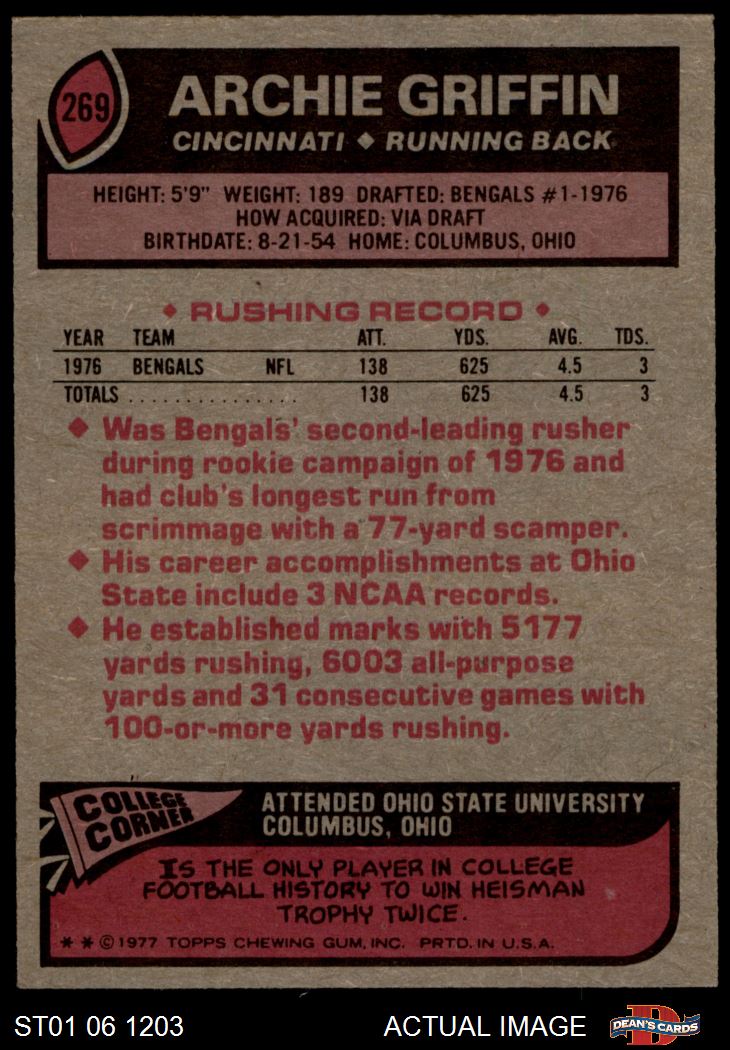 269
ARCHIE GRIFFIN
CINCINNATI ◆ RUNNING BACK
HEIGHT: 5'9" WEIGHT: 189 DRAFTED: BENGALS #1-1976
HOW ACQUIRED: VIA DRAFT
BIRTHDATE: 8-21-54 HOME: COLUMBUS, OHIO
◆ RUSHING RECORD ◆
YEAR TEAM ATT. YDS. AVG. TDS.
1976 BENGALS NFL 138 625 4.5 3
TOTALS . . . . . . . . . . . . . . . 138 625 4.5 3
◆ Was Bengals' second-leading rusher
during rookie campaign of 1976 and
had club's longest run from
scrimmage with a 77-yard scamper.
◆ His career accomplishments at Ohio
State include 3 NCAA records.
◆ He established marks with 5177
yards rushing, 6003 all-purpose
yards and 31 consecutive games with
100-or-more yards rushing.
COLLEGE
CORNER
ATTENDED OHIO STATE UNIVERSITY
COLUMBUS, OHIO
IS THE ONLY PLAYER IN COLLEGE
FOOTBALL HISTORY TO WIN HEISMAN
TROPHY TWICE.
* * © 1977 TOPPS CHEWING GUM, INC. PRTD. IN U.S.A.
ST01 06 1203 ACTUAL IMAGE
D
DEAN'S CARDS